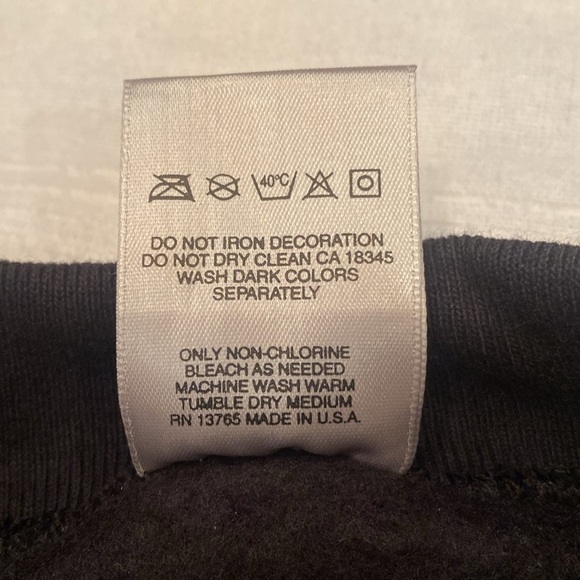 40°C
DO NOT IRON DECORATION
DO NOT DRY CLEAN CA 18345
WASH DARK COLORS
SEPARATELY
ONLY NON-CHLORINE
BLEACH AS NEEDED
MACHINE WASH WARM
TUMBLE DRY MEDIUM
RN 13765 MADE IN U.S.A.